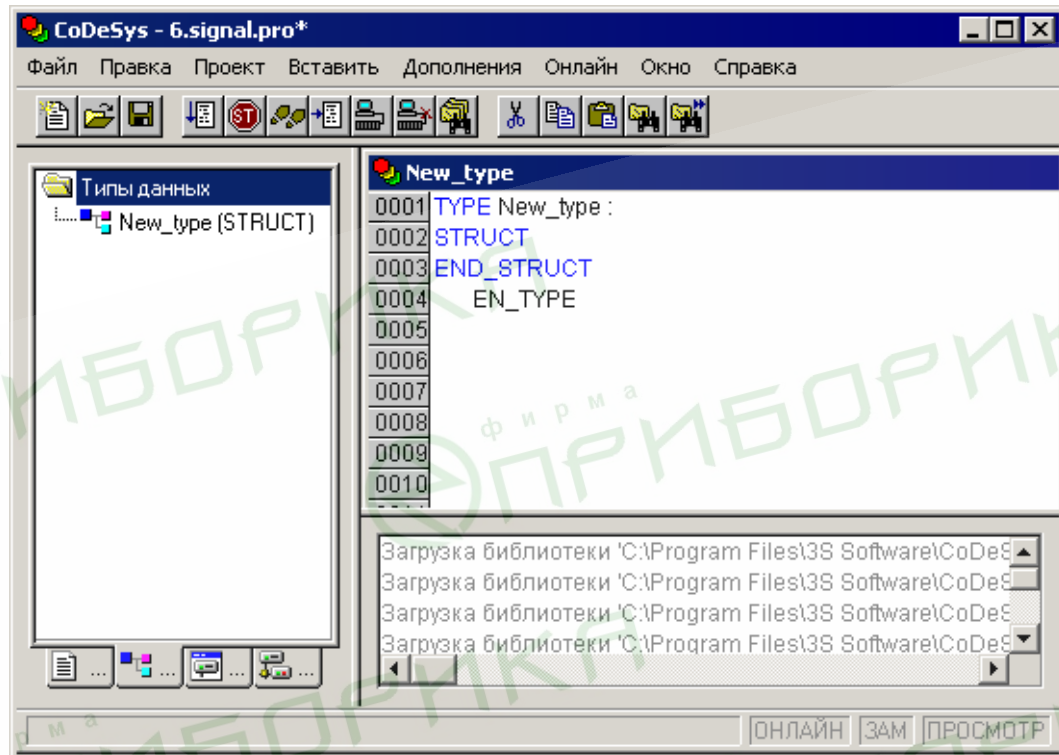 CoDeSys - 6.signal.pro*
Файл Правка Проект Вставить Дополнения Онлайн Окно Справка
Типы данных
New_type (STRUCT)
New_type
0001 TYPE New_type :
0002 STRUCT
0003 END_STRUCT
0004 EN_TYPE
0005
0006
0007
0008
0009
0010
Загрузка библиотеки 'C:\Program Files\3S Software\CoDeS
Загрузка библиотеки 'C:\Program Files\3S Software\CoDeS
Загрузка библиотеки 'C:\Program Files\3S Software\CoDeS
Загрузка библиотеки 'C:\Program Files\3S Software\CoDeS
... ... ... ...
ОНЛАЙН ЗАМ ПРОСМОТР
фирма
ПРИБОРИКА